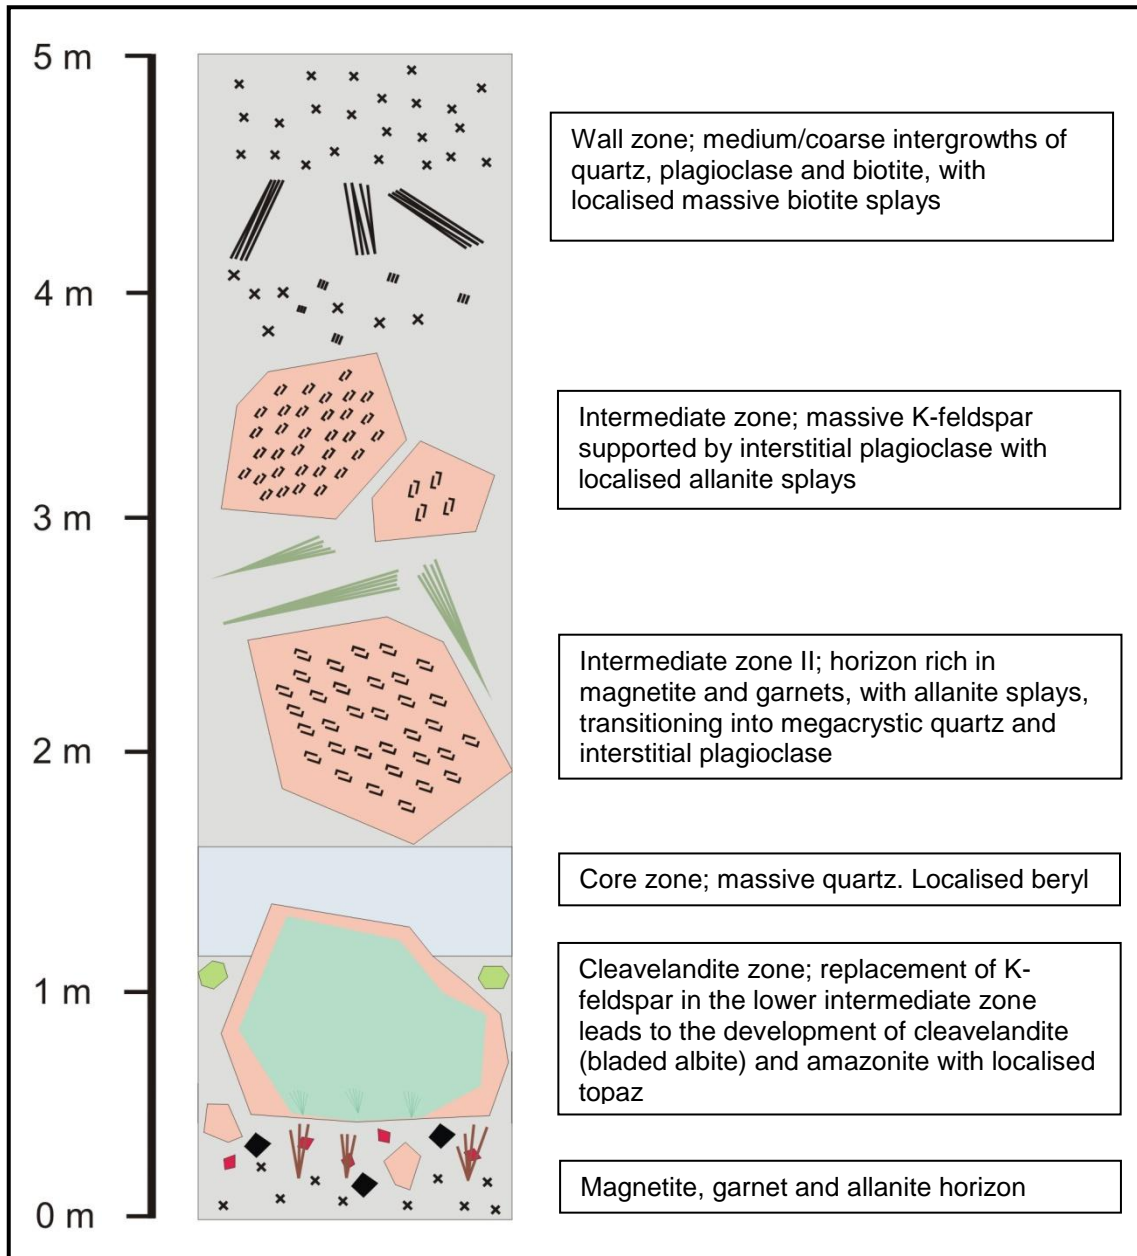 5 m
Wall zone; medium/coarse intergrowths of
quartz, plagioclase and biotite, with
localised massive biotite splays
4 m
Intermediate zone; massive K-feldspar
supported by interstitial plagioclase with
localised allanite splays
3 m
Intermediate zone II; horizon rich in
magnetite and garnets, with allanite splays,
transitioning into megacrystic quartz and
interstitial plagioclase
2 m
Core zone; massive quartz. Localised beryl
1 m
Cleavelandite zone; replacement of K-
feldspar in the lower intermediate zone
leads to the development of cleavelandite
(bladed albite) and amazonite with localised
topaz
Magnetite, garnet and allanite horizon
0 m